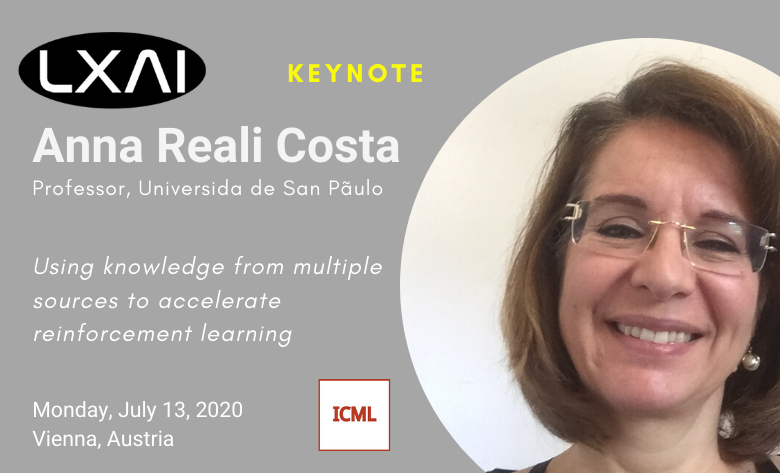 LXAI
KEYNOTE
Anna Reali Costa
Professor, Universida de San Pãulo
Using knowledge from multiple
sources to accelerate
reinforcement learning
Monday, July 13, 2020
Vienna, Austria
ICML